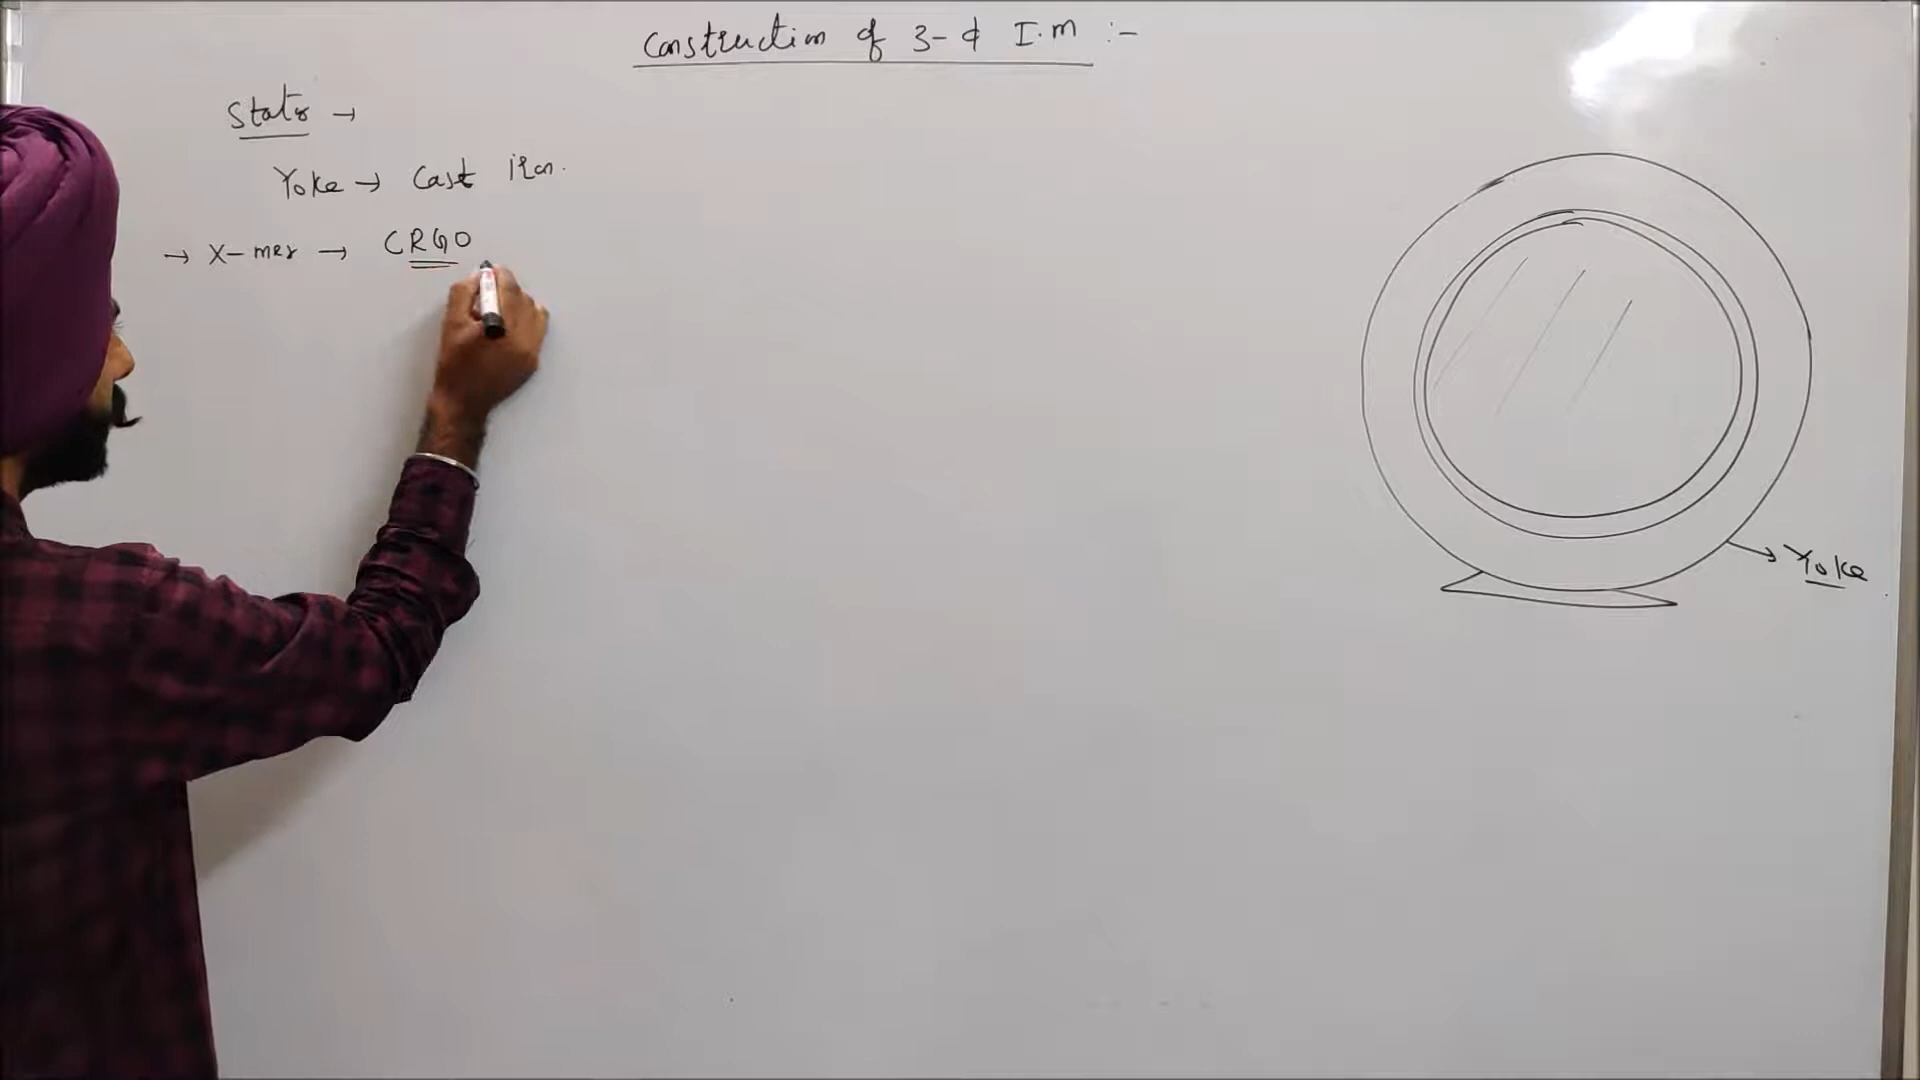 Construction of 3-ɸ I.m :-
Stator →
Yoke → Cast iron.
→ X-mer → CRGO
→ Yoke